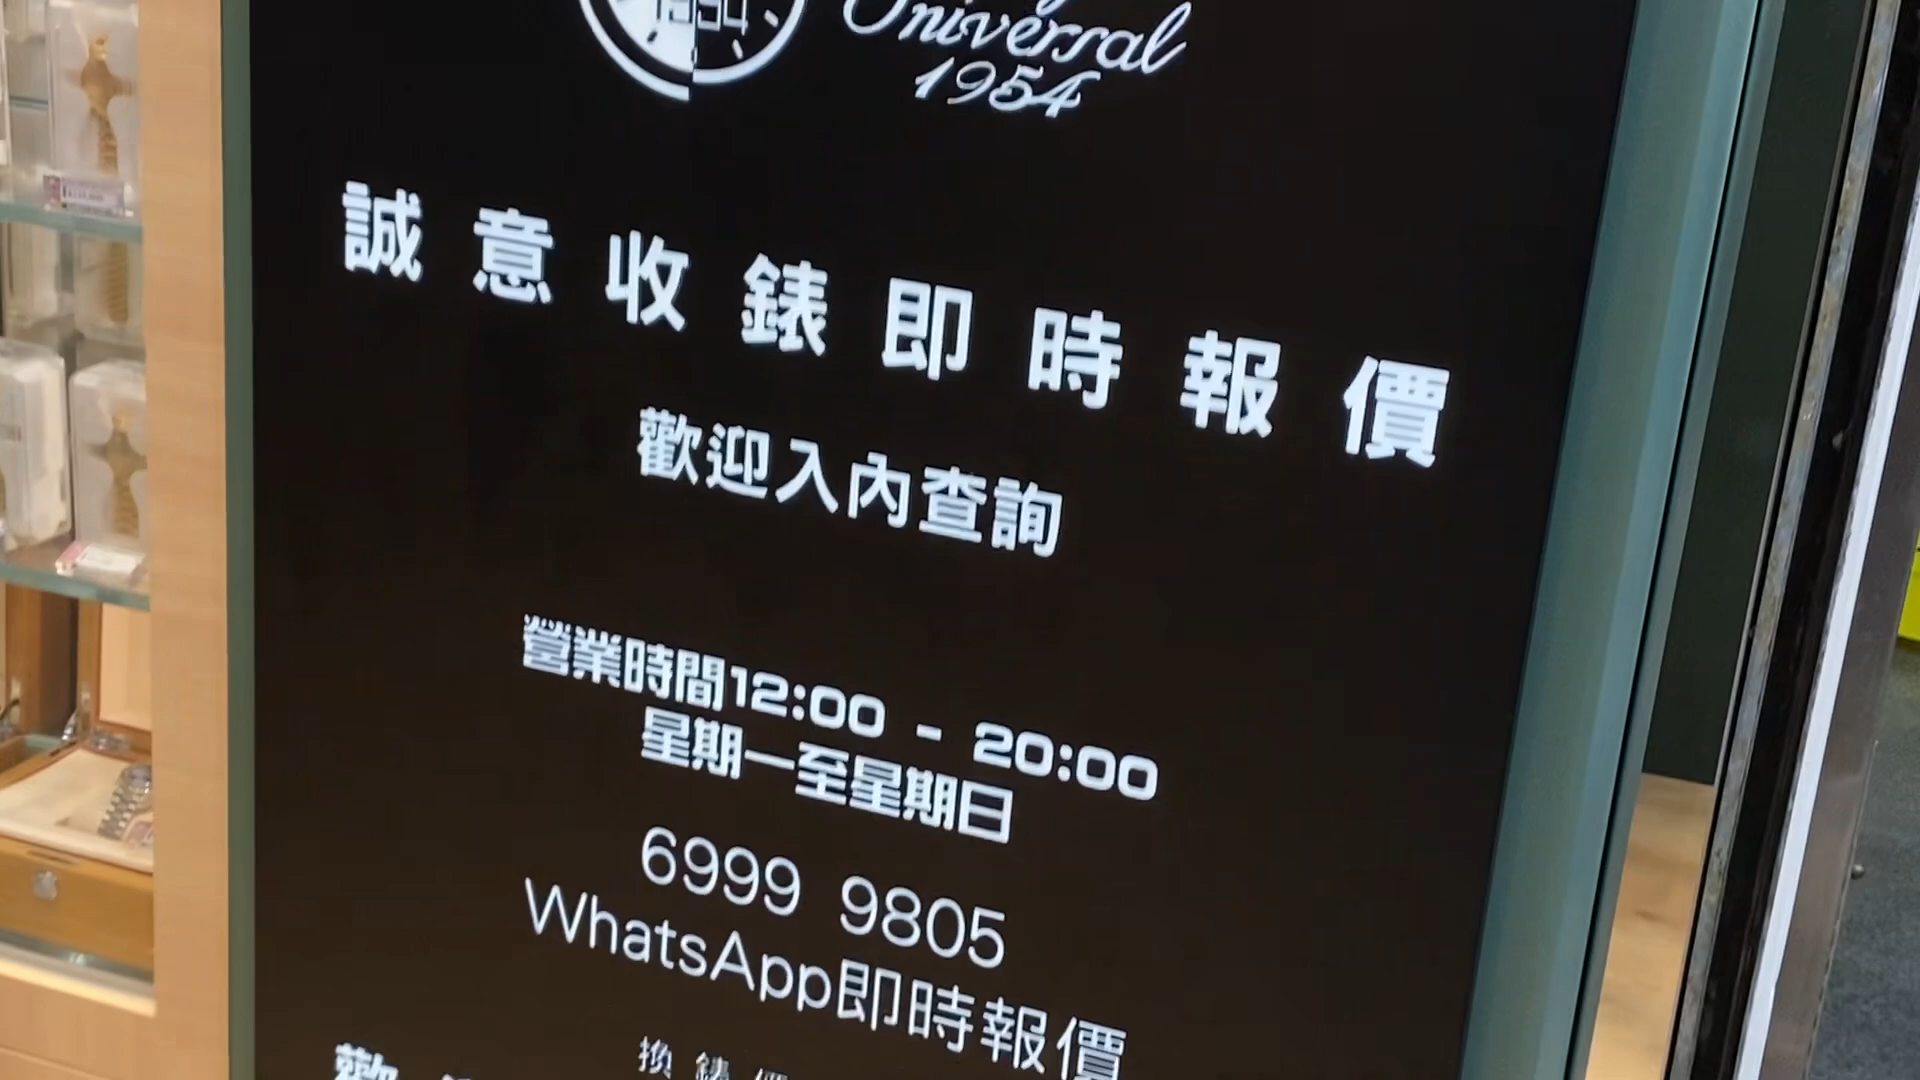 Universal
1954
誠意收錶即時報價
歡迎入內查詢
營業時間12:00 - 20:00
星期一至星期日
6999 9805
WhatsApp即時報價